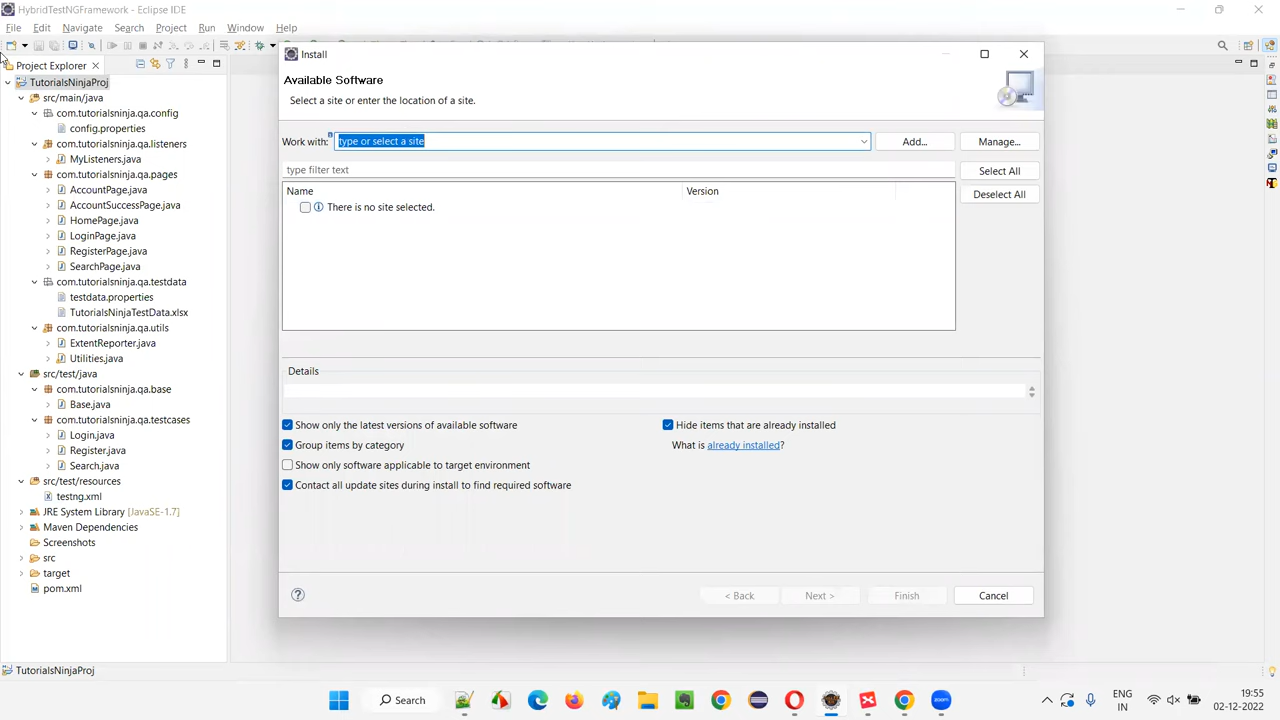 HybridTestNGFramework - Eclipse IDE
File Edit Navigate Search Project Run Window Help
Project Explorer
TutorialsNinjaProj
src/main/java
com.tutorialsninja.qa.config
config.properties
com.tutorialsninja.qa.listeners
MyListeners.java
com.tutorialsninja.qa.pages
AccountPage.java
AccountSuccessPage.java
HomePage.java
LoginPage.java
RegisterPage.java
SearchPage.java
com.tutorialsninja.qa.testdata
testdata.properties
TutorialsNinjaTestData.xlsx
com.tutorialsninja.qa.utils
ExtentReporter.java
Utilities.java
src/test/java
com.tutorialsninja.qa.base
Base.java
com.tutorialsninja.qa.testcases
Login.java
Register.java
Search.java
src/test/resources
testng.xml
JRE System Library [JavaSE-1.7]
Maven Dependencies
Screenshots
src
target
pom.xml
Install
Available Software
Select a site or enter the location of a site.
Work with: type or select a site Add... Manage...
type filter text Select All
Name Version Deselect All
There is no site selected.
Details
Show only the latest versions of available software Hide items that are already installed
Group items by category What is already installed?
Show only software applicable to target environment
Contact all update sites during install to find required software
< Back Next > Finish Cancel
TutorialsNinjaProj
Search
zoom
ENG
IN
19:55
02-12-2022